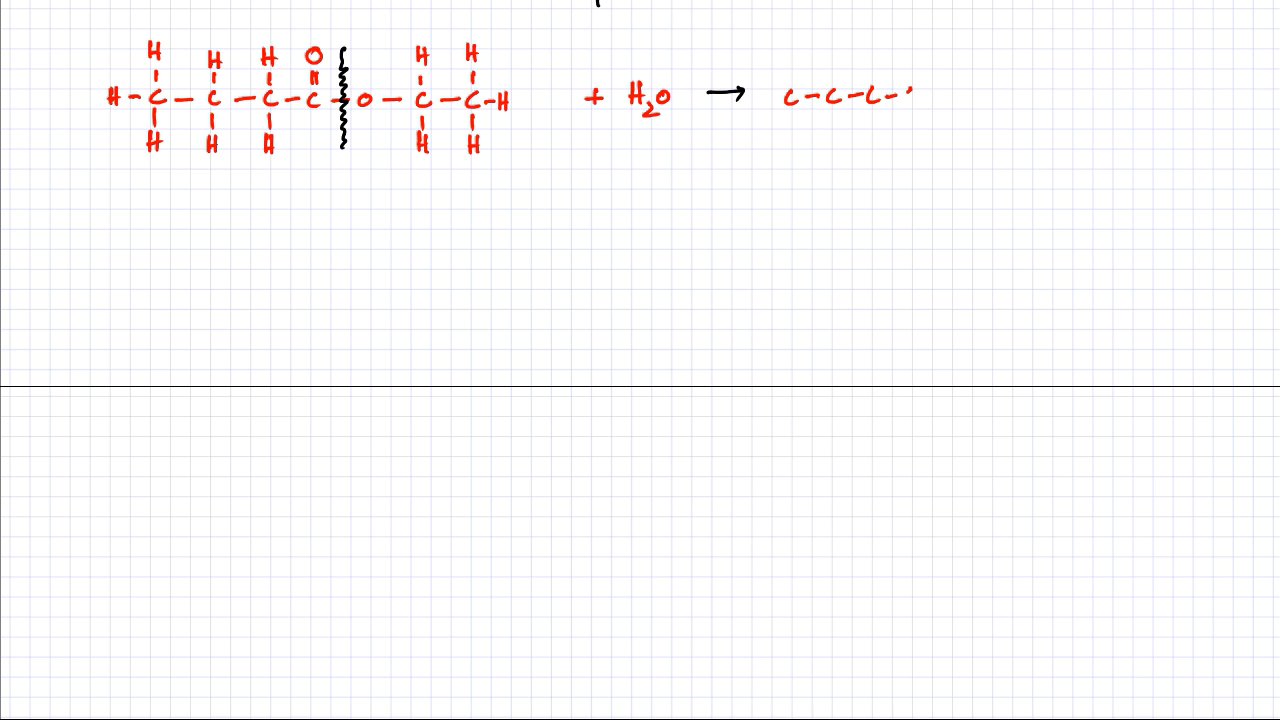 H H H O H H
H-C-C-C-C-O-C-C-H + H₂O → C-C-C-
H H H H H